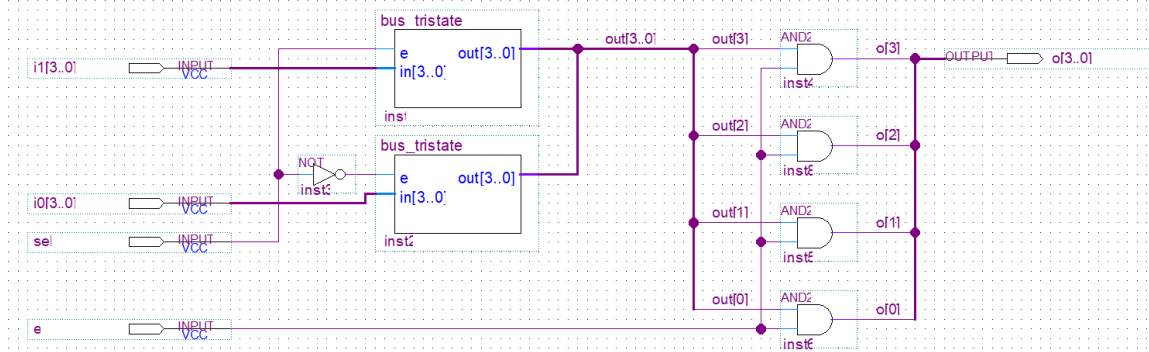 bus_tristate
e out[3..0]
in[3..0]
inst
i1[3..0] INPUT VCC
bus_tristate
e out[3..0]
in[3..0]
inst2
NOT
inst3
i0[3..0] INPUT VCC
sel INPUT VCC
e INPUT VCC
out[3..0]
out[3] AND2 o[3]
inst4
OUTPUT o[3..0]
out[2] AND2 o[2]
out[1] AND2 o[1]
out[0] AND2 o[0]
inst6